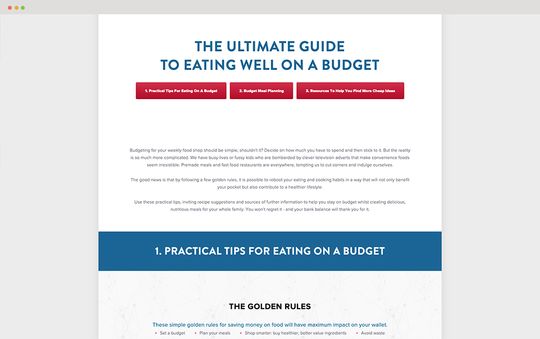 THE ULTIMATE GUIDE
TO EATING WELL ON A BUDGET
1. Practical Tips For Eating On A Budget
2. Budget Meal Planning
3. Resources To Help You Find More Cheap Ideas
Budgeting for your weekly food shop should be simple, shouldn't it? Decide on how much you have to spend and then stick to it. But the reality
is so much more complicated. We have busy lives or fussy kids who are bombarded by clever television adverts that make convenience foods
seem irresistible. Premade meals and fast food restaurants are everywhere, tempting us to cut corners and indulge ourselves.
The good news is that by following a few golden rules, it is possible to reboot your eating and cooking habits in a way that will not only benefit
your pocket but also contribute to a healthier lifestyle.
Use these practical tips, inviting recipe suggestions and sources of further information to help you stay on budget whilst creating delicious,
nutritious meals for your whole family. You won't regret it - and your bank balance will thank you for it.
1. PRACTICAL TIPS FOR EATING ON A BUDGET
THE GOLDEN RULES
These simple golden rules for saving money on food will have maximum impact on your wallet.
• Set a budget • Plan your meals • Shop smarter: buy healthier, better value ingredients • Avoid waste